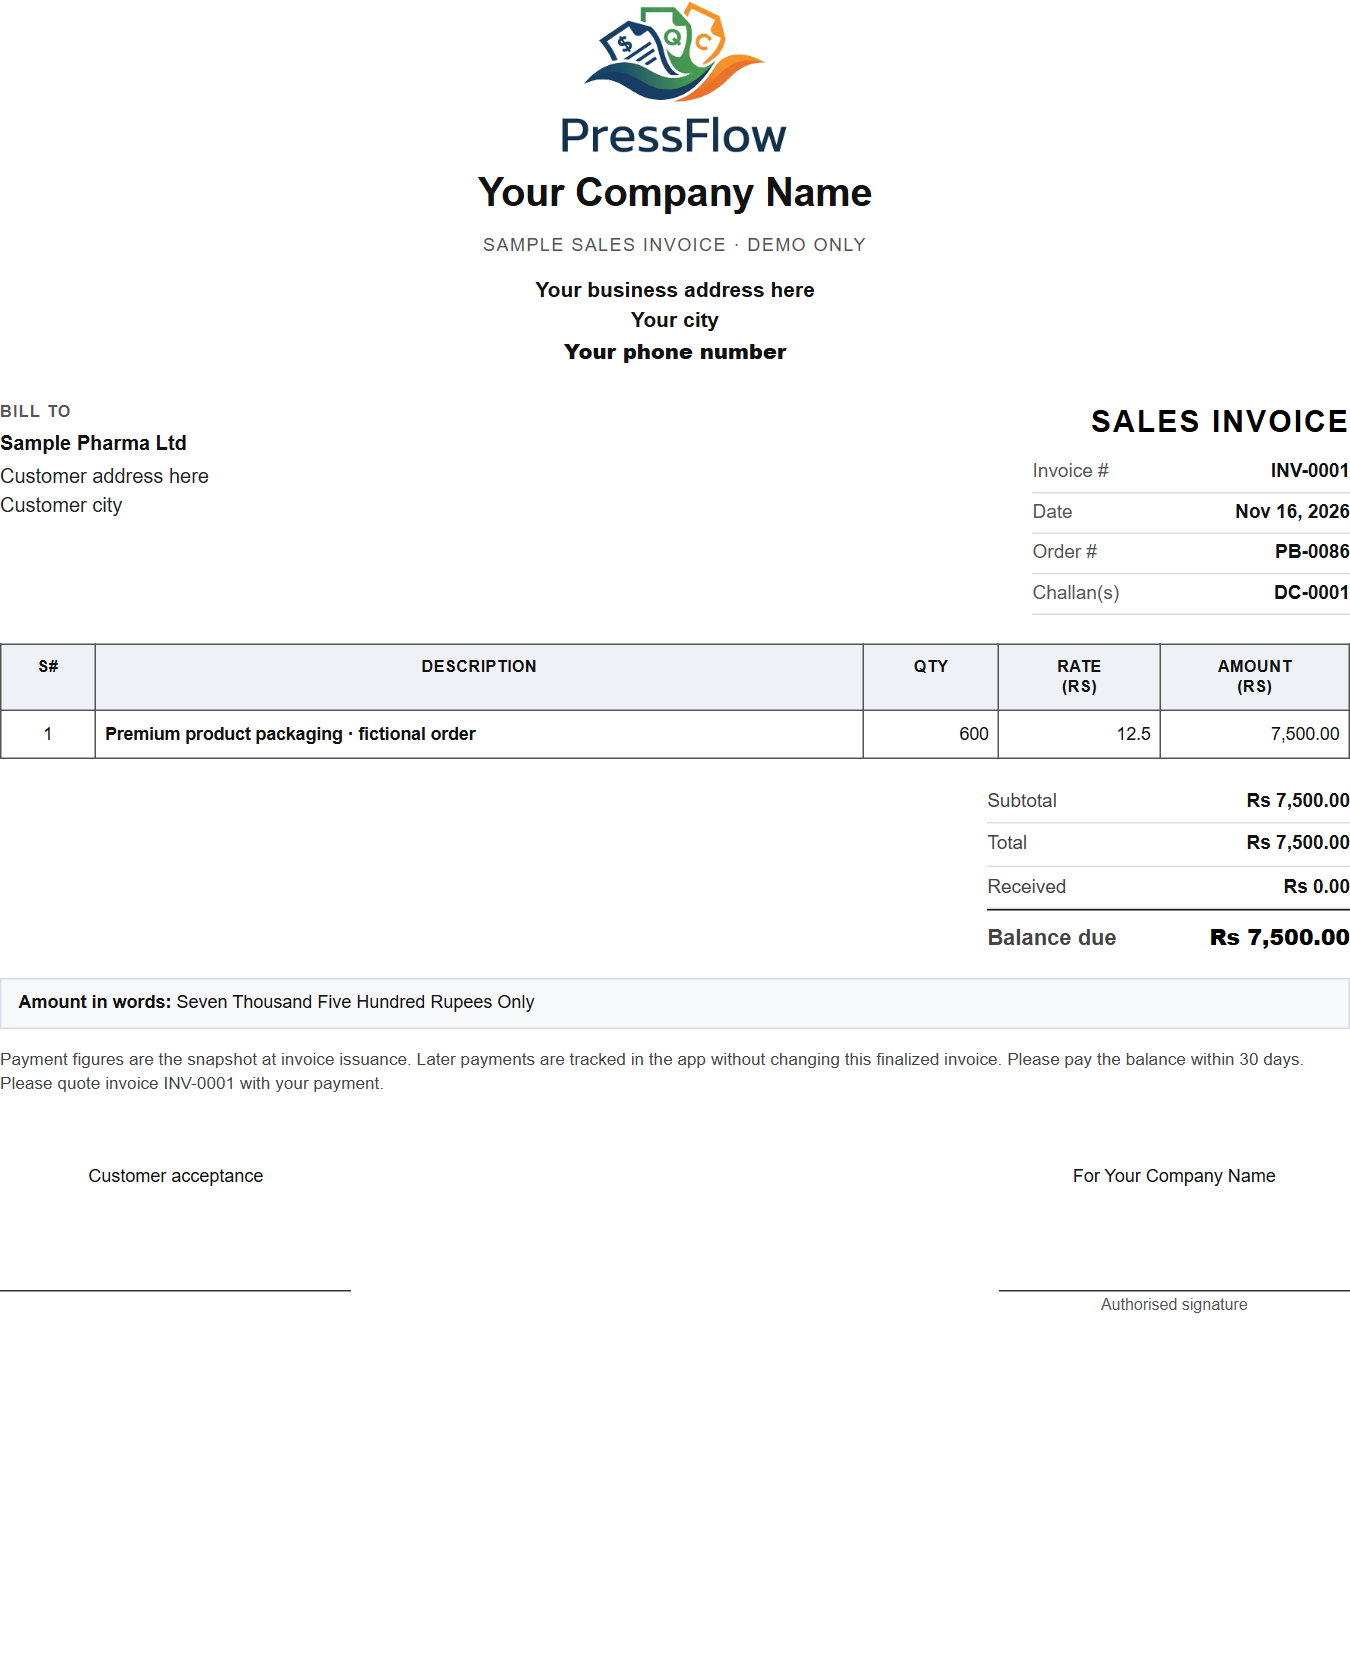 $ Q C
PressFlow
Your Company Name
SAMPLE SALES INVOICE · DEMO ONLY
Your business address here
Your city
Your phone number
BILL TO
Sample Pharma Ltd
Customer address here
Customer city
SALES INVOICE
Invoice # INV-0001
Date Nov 16, 2026
Order # PB-0086
Challan(s) DC-0001
S# DESCRIPTION QTY RATE (RS) AMOUNT (RS)
1 Premium product packaging · fictional order 600 12.5 7,500.00
Subtotal Rs 7,500.00
Total Rs 7,500.00
Received Rs 0.00
Balance due Rs 7,500.00
Amount in words: Seven Thousand Five Hundred Rupees Only
Payment figures are the snapshot at invoice issuance. Later payments are tracked in the app without changing this finalized invoice. Please pay the balance within 30 days.
Please quote invoice INV-0001 with your payment.
Customer acceptance
For Your Company Name
Authorised signature